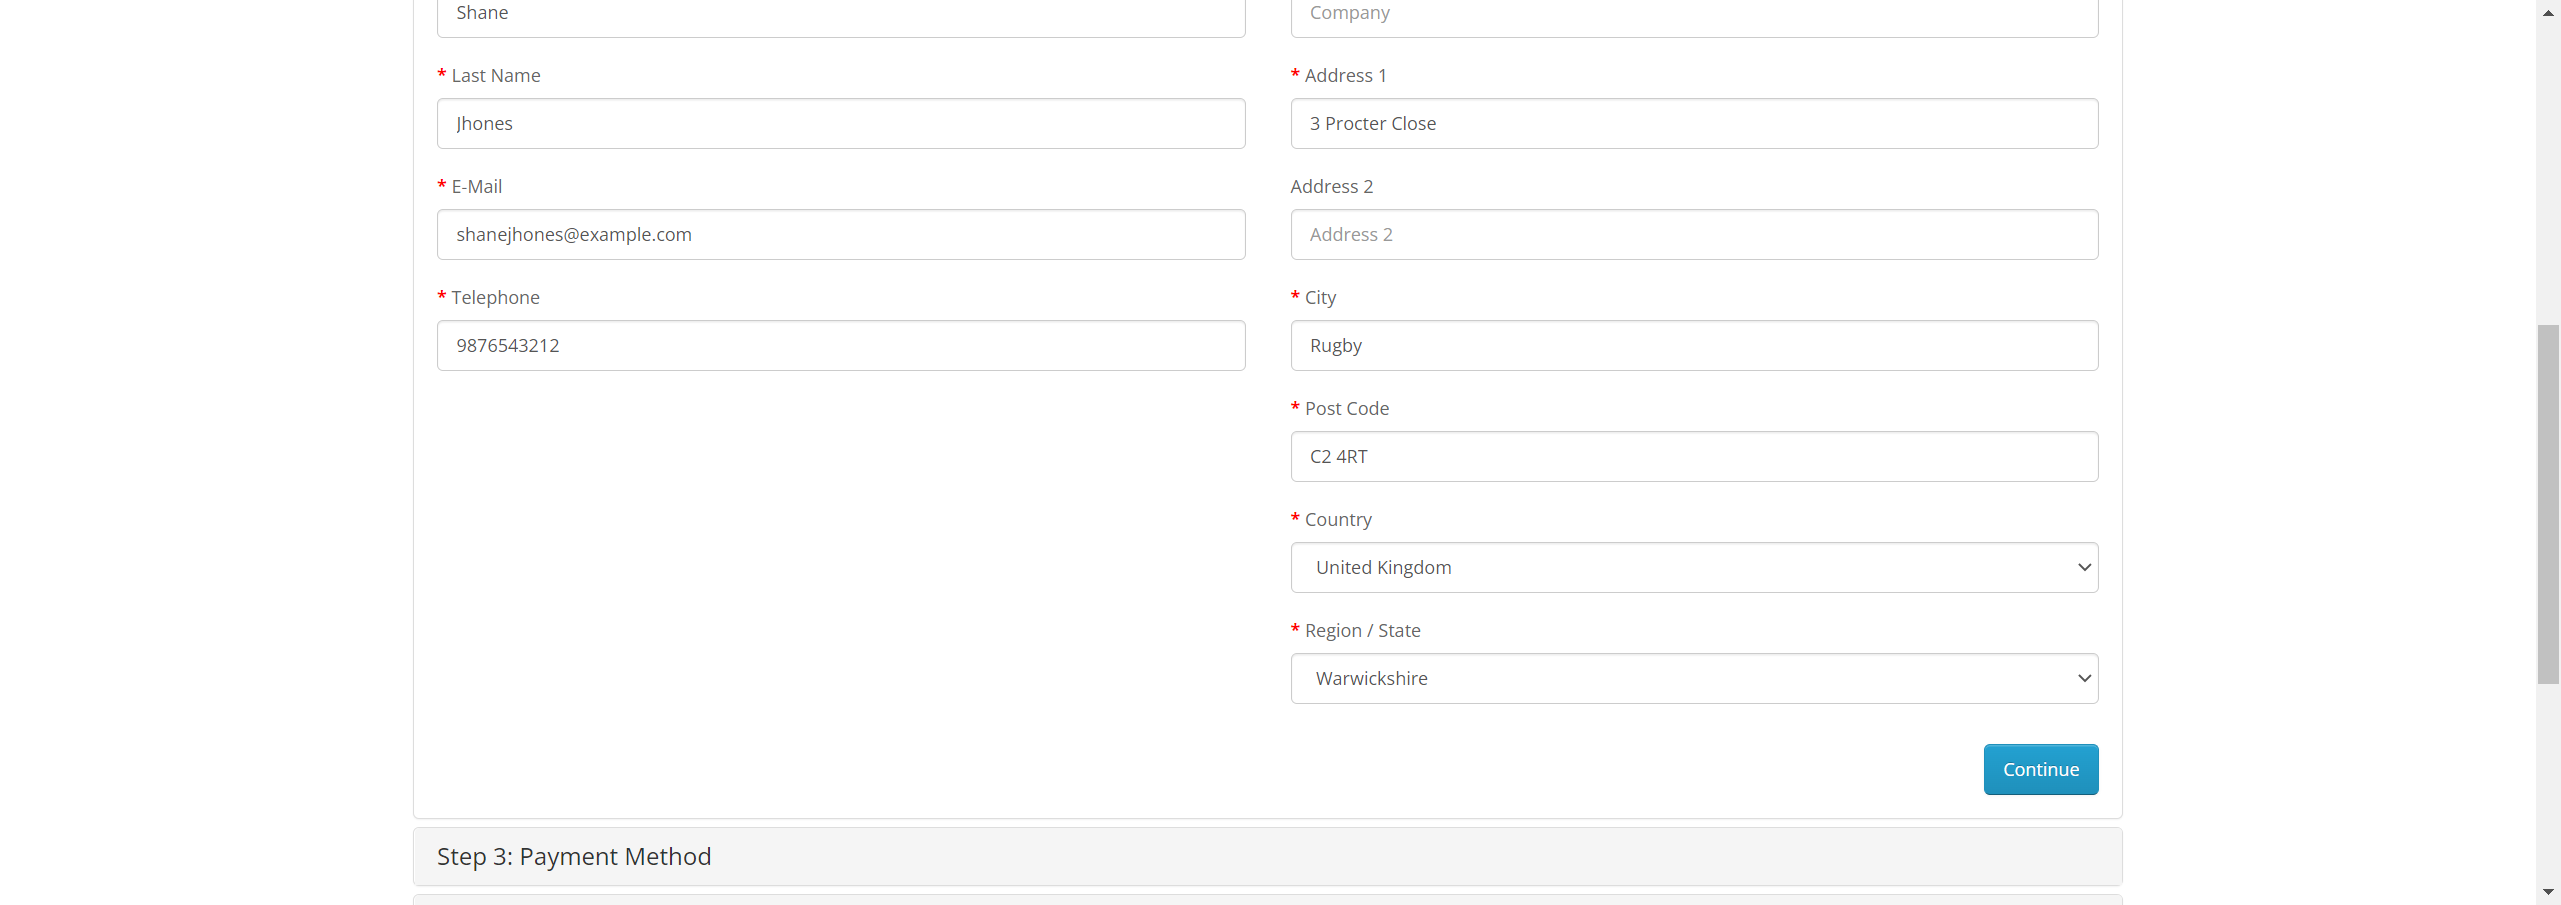 Shane
* Last Name
Jhones
* E-Mail
shanejhones@example.com
* Telephone
9876543212
Company
* Address 1
3 Procter Close
Address 2
Address 2
* City
Rugby
* Post Code
C2 4RT
* Country
United Kingdom
* Region / State
Warwickshire
Continue
Step 3: Payment Method